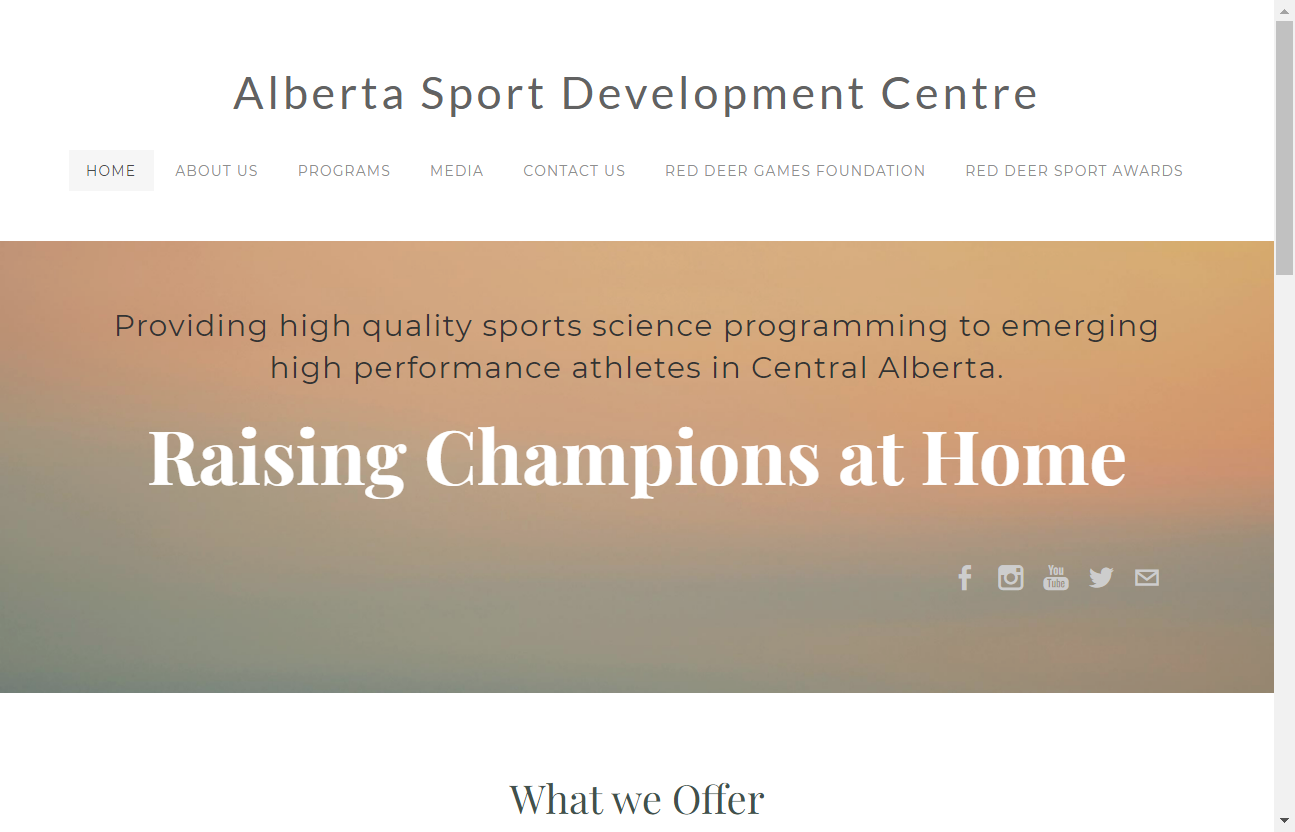 Alberta Sport Development Centre
HOME ABOUT US PROGRAMS MEDIA CONTACT US RED DEER GAMES FOUNDATION RED DEER SPORT AWARDS
Providing high quality sports science programming to emerging
high performance athletes in Central Alberta.
Raising Champions at Home
You
Tube
What we Offer